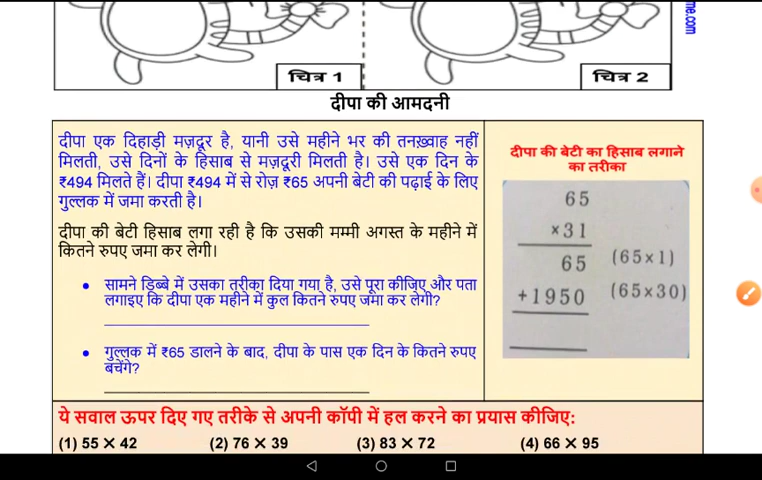 me.com
चित्र 1
चित्र 2
दीपा की आमदनी
दीपा एक दिहाड़ी मज़दूर है, यानी उसे महीने भर की तनख़्वाह नहीं
मिलती, उसे दिनों के हिसाब से मज़दूरी मिलती है। उसे एक दिन के
₹494 मिलते हैं। दीपा ₹494 में से रोज़ ₹65 अपनी बेटी की पढ़ाई के लिए
गुल्लक में जमा करती है।
दीपा की बेटी हिसाब लगा रही है कि उसकी मम्मी अगस्त के महीने में
कितने रुपए जमा कर लेगी।
• सामने डिब्बे में उसका तरीका दिया गया है, उसे पूरा कीजिए और पता
लगाइए कि दीपा एक महीने में कुल कितने रुपए जमा कर लेगी?
• गुल्लक में ₹65 डालने के बाद, दीपा के पास एक दिन के कितने रुपए
बचेंगे?
दीपा की बेटी का हिसाब लगाने
का तरीका
65
×31
65 (65×1)
+1950 (65×30)
ये सवाल ऊपर दिए गए तरीके से अपनी कॉपी में हल करने का प्रयास कीजिए:
(1) 55 × 42 (2) 76 × 39 (3) 83 × 72 (4) 66 × 95